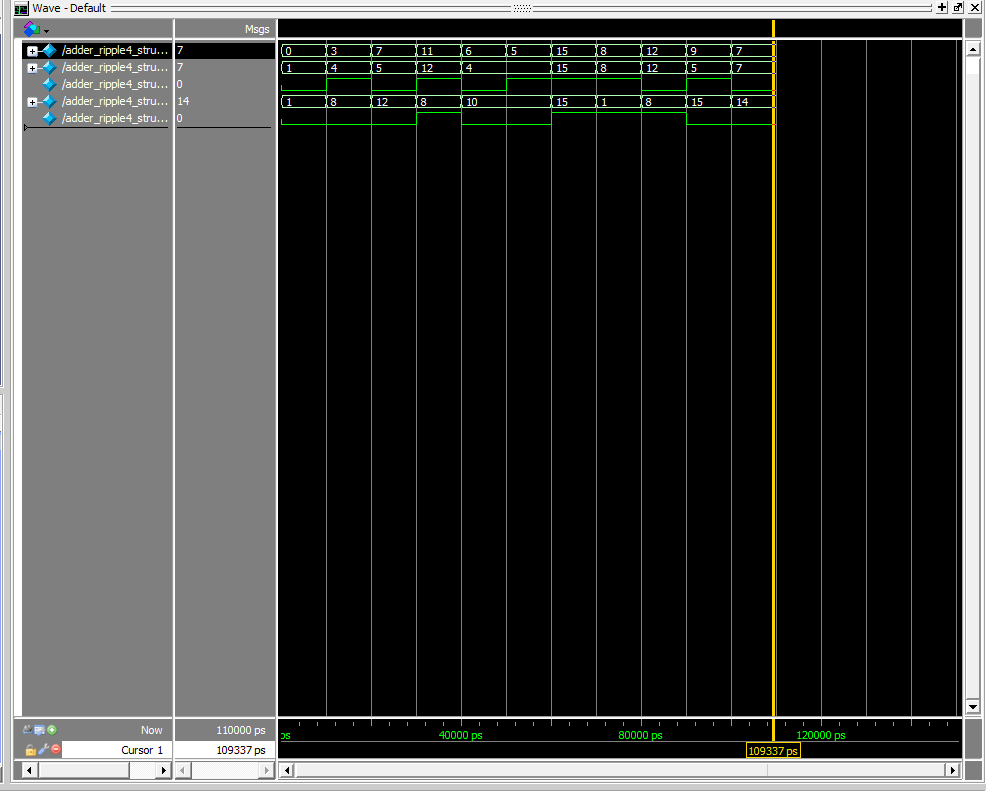 Wave - Default
Msgs
/adder_ripple4_stru... 7 0 3 7 11 6 5 15 8 12 9 7
/adder_ripple4_stru... 7 1 4 5 12 4 15 8 12 5 7
/adder_ripple4_stru... 0
/adder_ripple4_stru... 14 1 8 12 8 10 15 1 8 15 14
/adder_ripple4_stru... 0
Now 110000 ps ps 40000 ps 80000 ps 120000 ps
Cursor 1 109337 ps 109337 ps